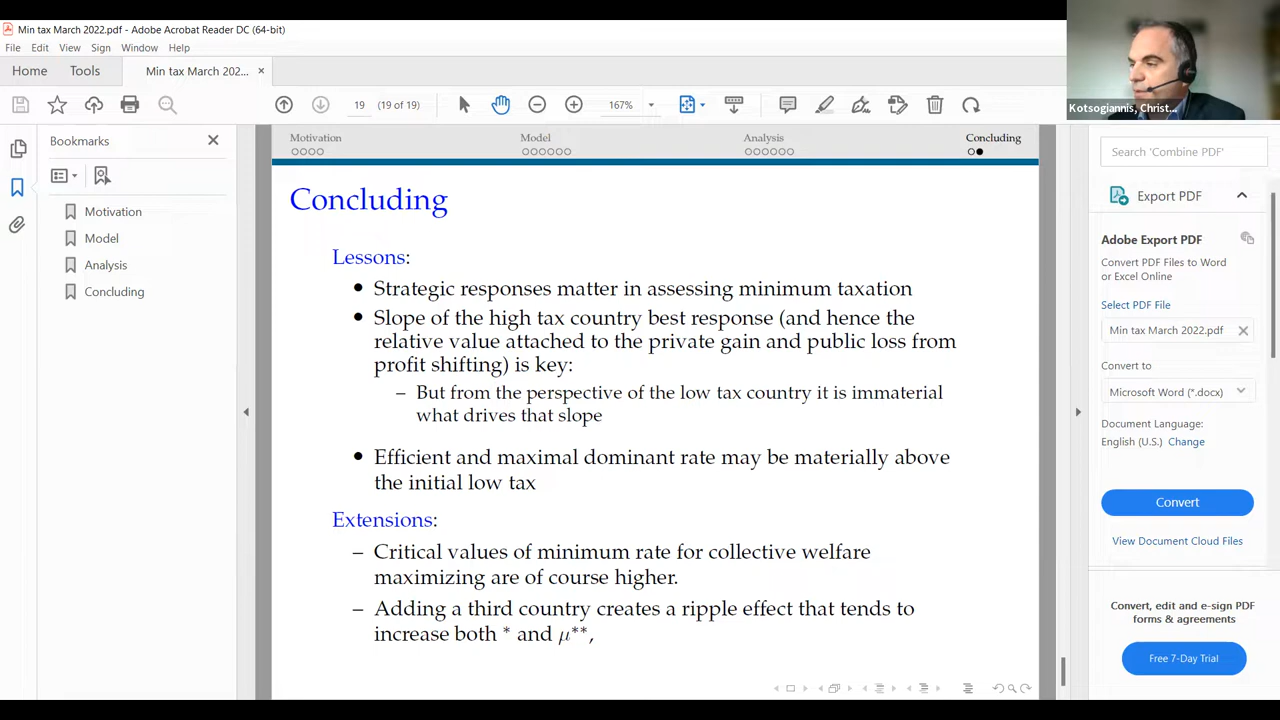 Min tax March 2022.pdf - Adobe Acrobat Reader DC (64-bit)
File Edit View Sign Window Help
Home Tools Min tax March 202... ×
19 (19 of 19) 167%
Kotsogiannis, Christ...
Bookmarks
Motivation
Model
Analysis
Concluding
Motivation Model Analysis Concluding
Concluding
Lessons:
• Strategic responses matter in assessing minimum taxation
• Slope of the high tax country best response (and hence the
relative value attached to the private gain and public loss from
profit shifting) is key:
– But from the perspective of the low tax country it is immaterial
what drives that slope
• Efficient and maximal dominant rate may be materially above
the initial low tax
Extensions:
– Critical values of minimum rate for collective welfare
maximizing are of course higher.
– Adding a third country creates a ripple effect that tends to
increase both * and μ**,
Search 'Combine PDF'
Export PDF
Adobe Export PDF
Convert PDF Files to Word
or Excel Online
Select PDF File
Min tax March 2022.pdf
Convert to
Microsoft Word (*.docx)
Document Language:
English (U.S.) Change
Convert
View Document Cloud Files
Convert, edit and e-sign PDF
forms & agreements
Free 7-Day Trial